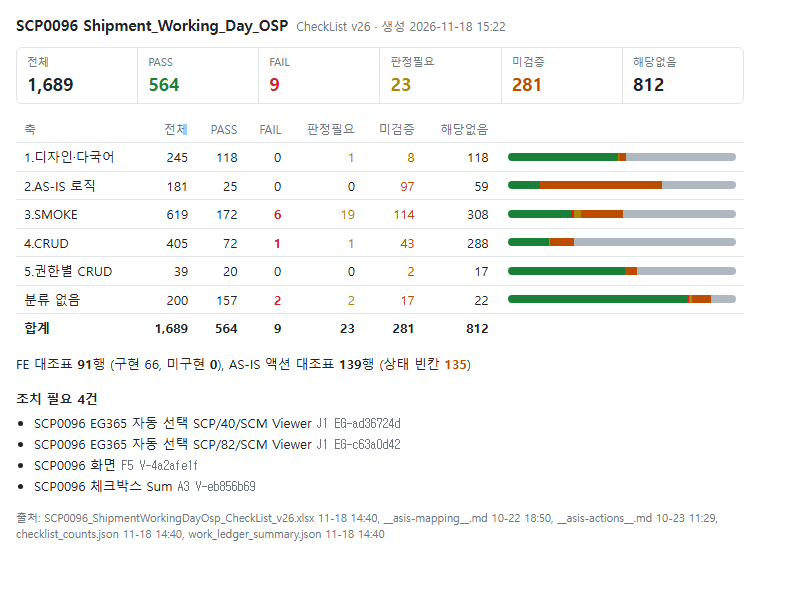 SCP0096 Shipment_Working_Day_OSP CheckList v26 · 생성 2026-11-18 15:22
전체 PASS FAIL 판정필요 미검증 해당없음
1,689 564 9 23 281 812
축 전체 PASS FAIL 판정필요 미검증 해당없음
1.디자인·다국어 245 118 0 1 8 118
2.AS-IS 로직 181 25 0 0 97 59
3.SMOKE 619 172 6 19 114 308
4.CRUD 405 72 1 1 43 288
5.권한별 CRUD 39 20 0 0 2 17
분류 없음 200 157 2 2 17 22
합계 1,689 564 9 23 281 812
FE 대조표 91행 (구현 66, 미구현 0), AS-IS 액션 대조표 139행 (상태 빈칸 135)
조치 필요 4건
• SCP0096 EG365 자동 선택 SCP/40/SCM Viewer J1 EG-ad36724d
• SCP0096 EG365 자동 선택 SCP/82/SCM Viewer J1 EG-c63a0d42
• SCP0096 화면 F5 V-4a2afe1f
• SCP0096 체크박스 Sum A3 V-eb856b69
출처: SCP0096_ShipmentWorkingDayOsp_CheckList_v26.xlsx 11-18 14:40, __asis-mapping__.md 10-22 18:50, __asis-actions__.md 10-23 11:29,
checklist_counts.json 11-18 14:40, work_ledger_summary.json 11-18 14:40